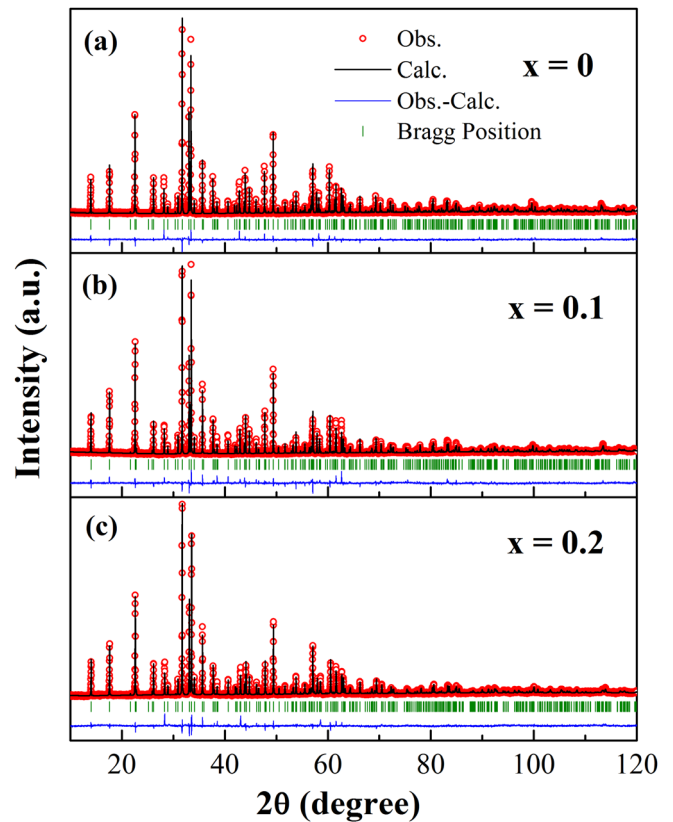 (a)
Obs.
Calc.
Obs.-Calc.
Bragg Position
x = 0
(b)
x = 0.1
(c)
x = 0.2
Intensity (a.u.)
20 40 60 80 100 120
2θ (degree)